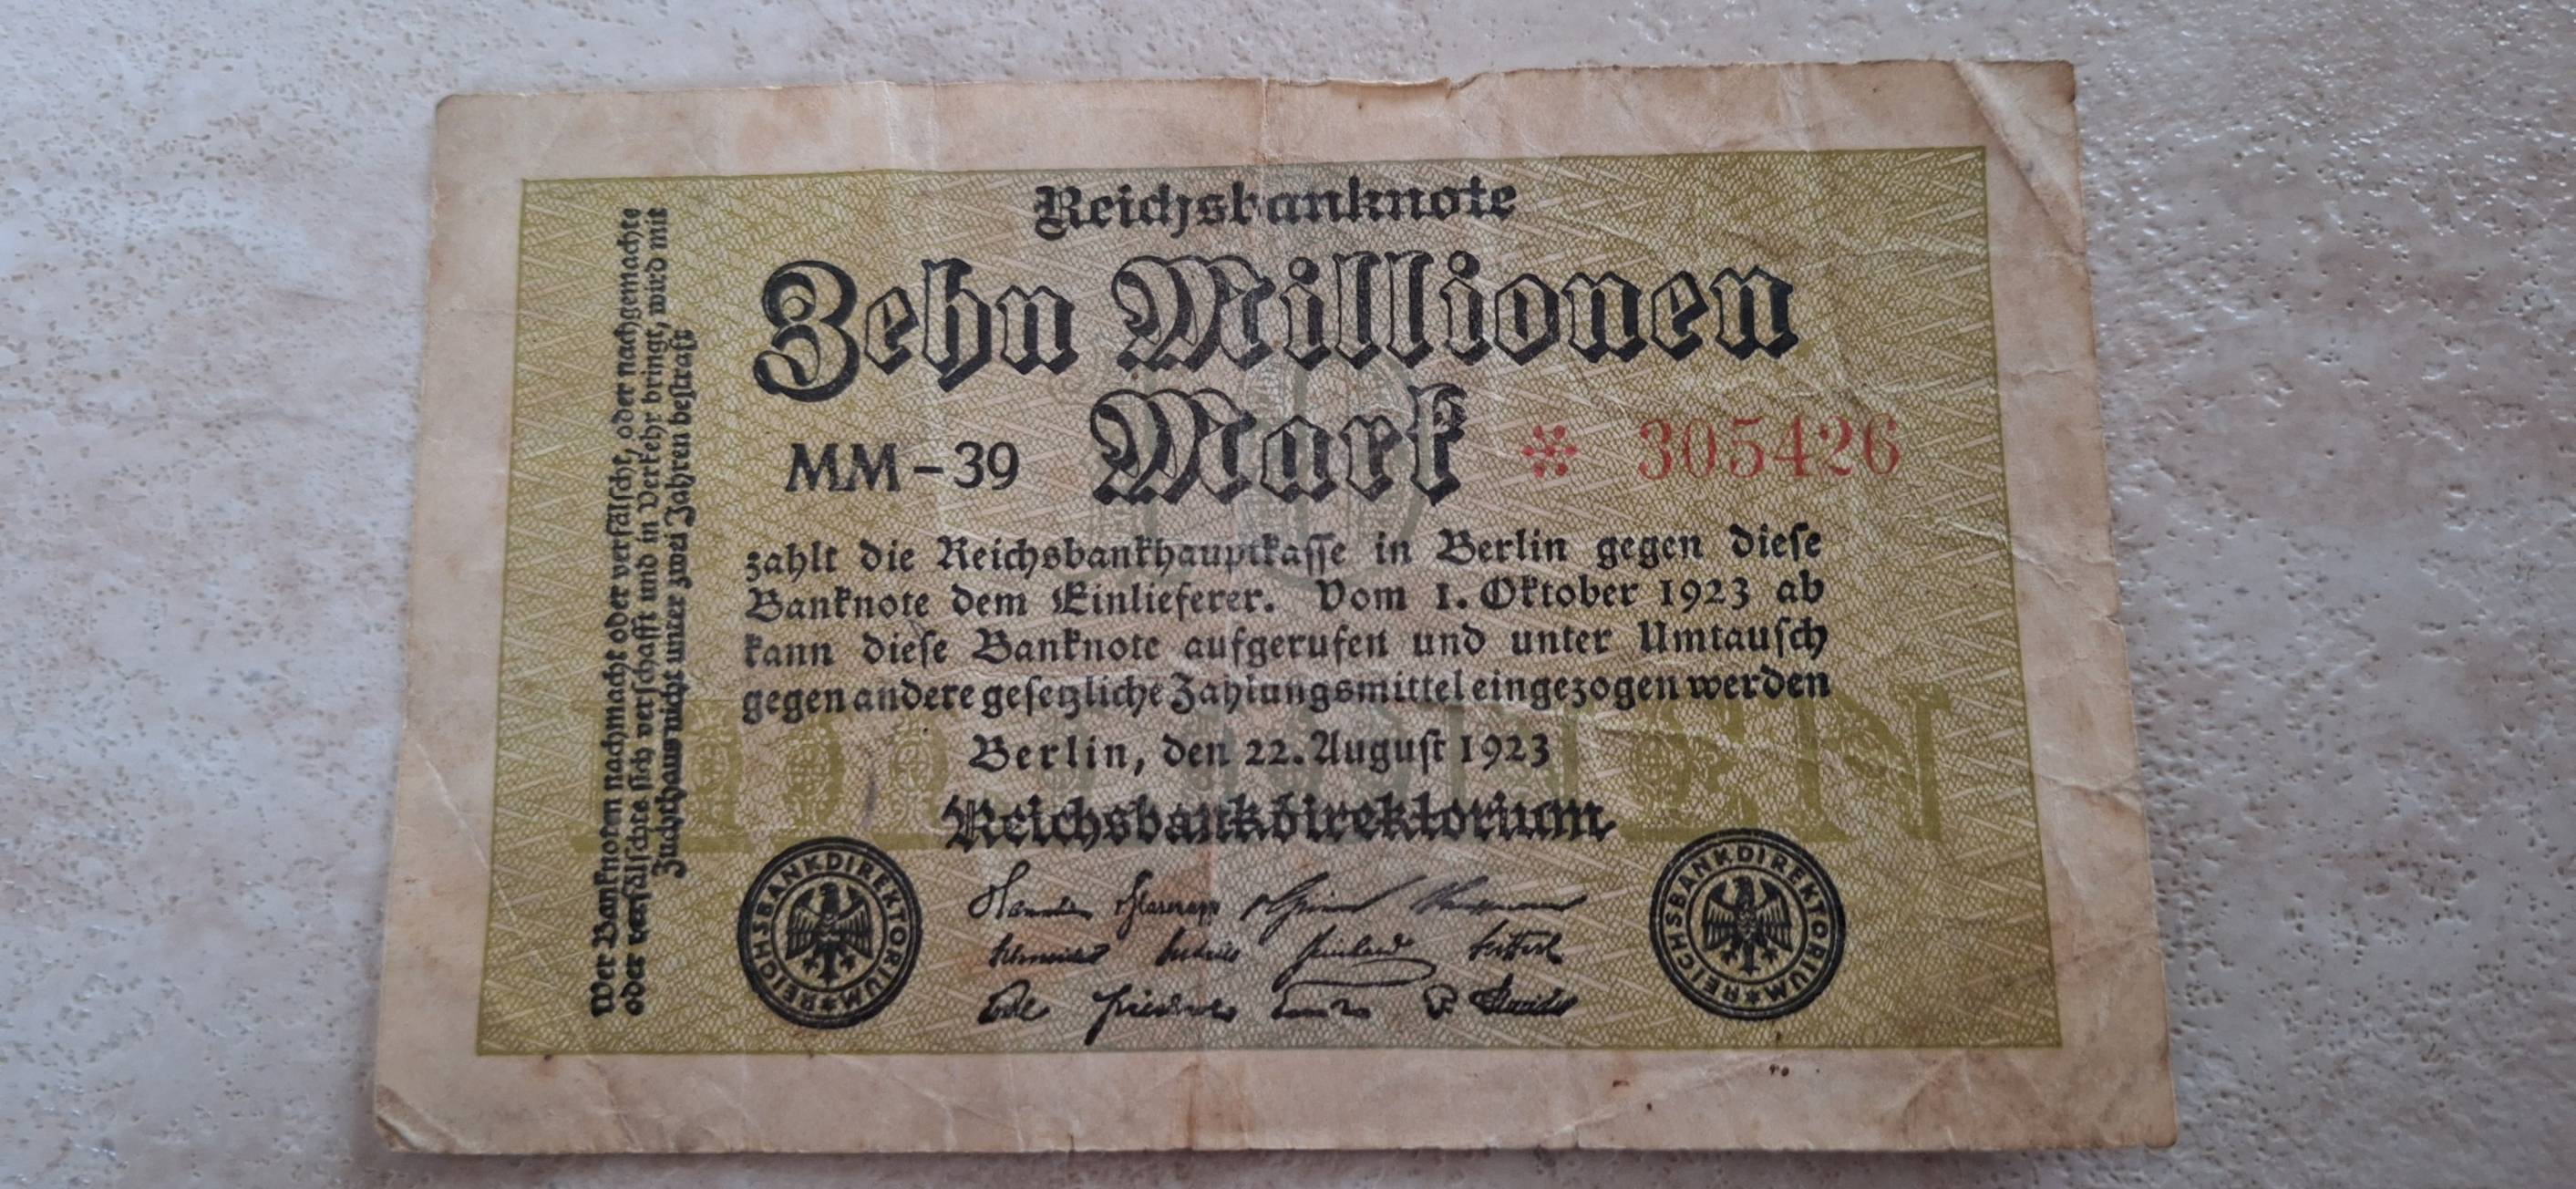 Reichsbanknote
Zehn Millionen
Mark
MM-39
* 305426
zahlt die Reichsbankhauptkasse in Berlin gegen diese
Banknote dem Einlieferer. Vom 1. Oktober 1923 ab
kann diese Banknote aufgerufen und unter Umtausch
gegen andere gesetzliche Zahlungsmittel eingezogen werden
Berlin, den 22. August 1923
Reichsbankdirektorium
REICHSBANKDIREKTORIUM
REICHSBANKDIREKTORIUM
Wer Banknoten nachmacht oder verfälscht, oder nachgemachte
oder verfälschte sich verschafft und in Verkehr bringt, wird mit
Zuchthaus nicht unter zwei Jahren bestraft